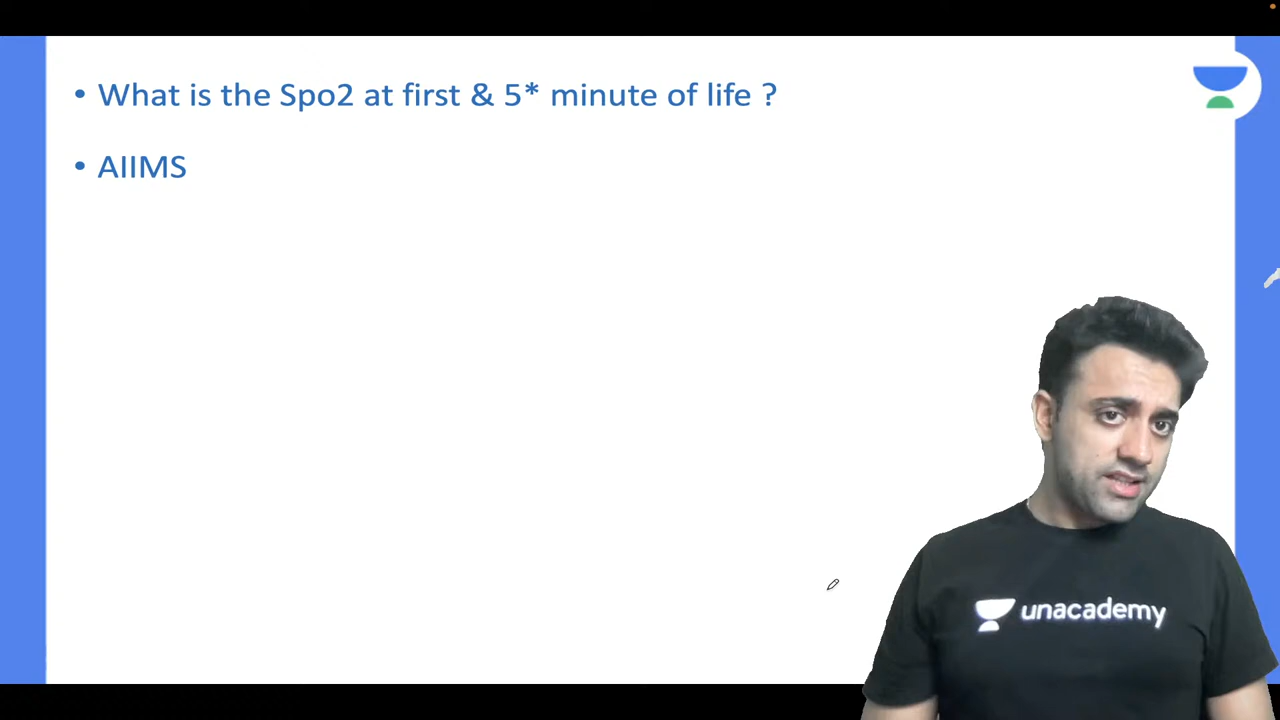 • What is the Spo2 at first & 5* minute of life ?
• AIIMS
unacademy